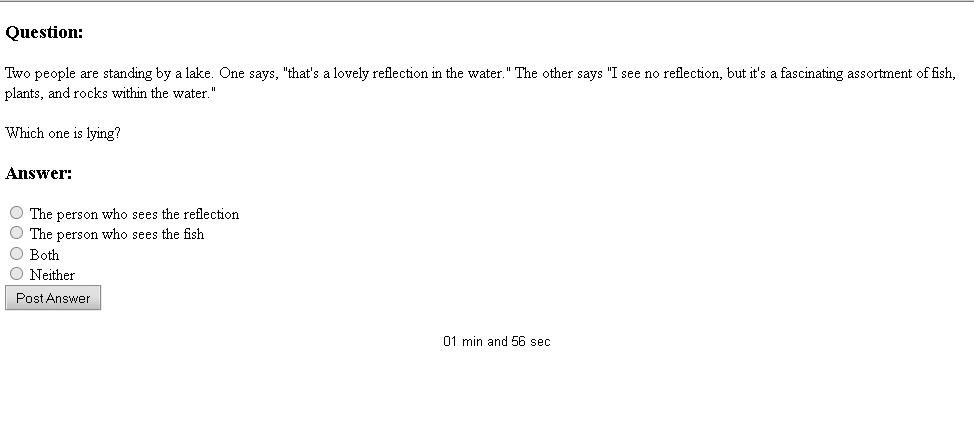 Question:
Two people are standing by a lake. One says, "that's a lovely reflection in the water." The other says "I see no reflection, but it's a fascinating assortment of fish,
plants, and rocks within the water."
Which one is lying?
Answer:
The person who sees the reflection
The person who sees the fish
Both
Neither
Post Answer
01 min and 56 sec